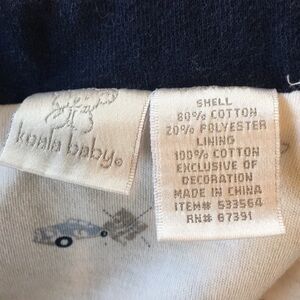 koala baby®
SHELL
80% COTTON
20% POLYESTER
LINING
100% COTTON
EXCLUSIVE OF
DECORATION
MADE IN CHINA
ITEM# 533564
RN# 87391